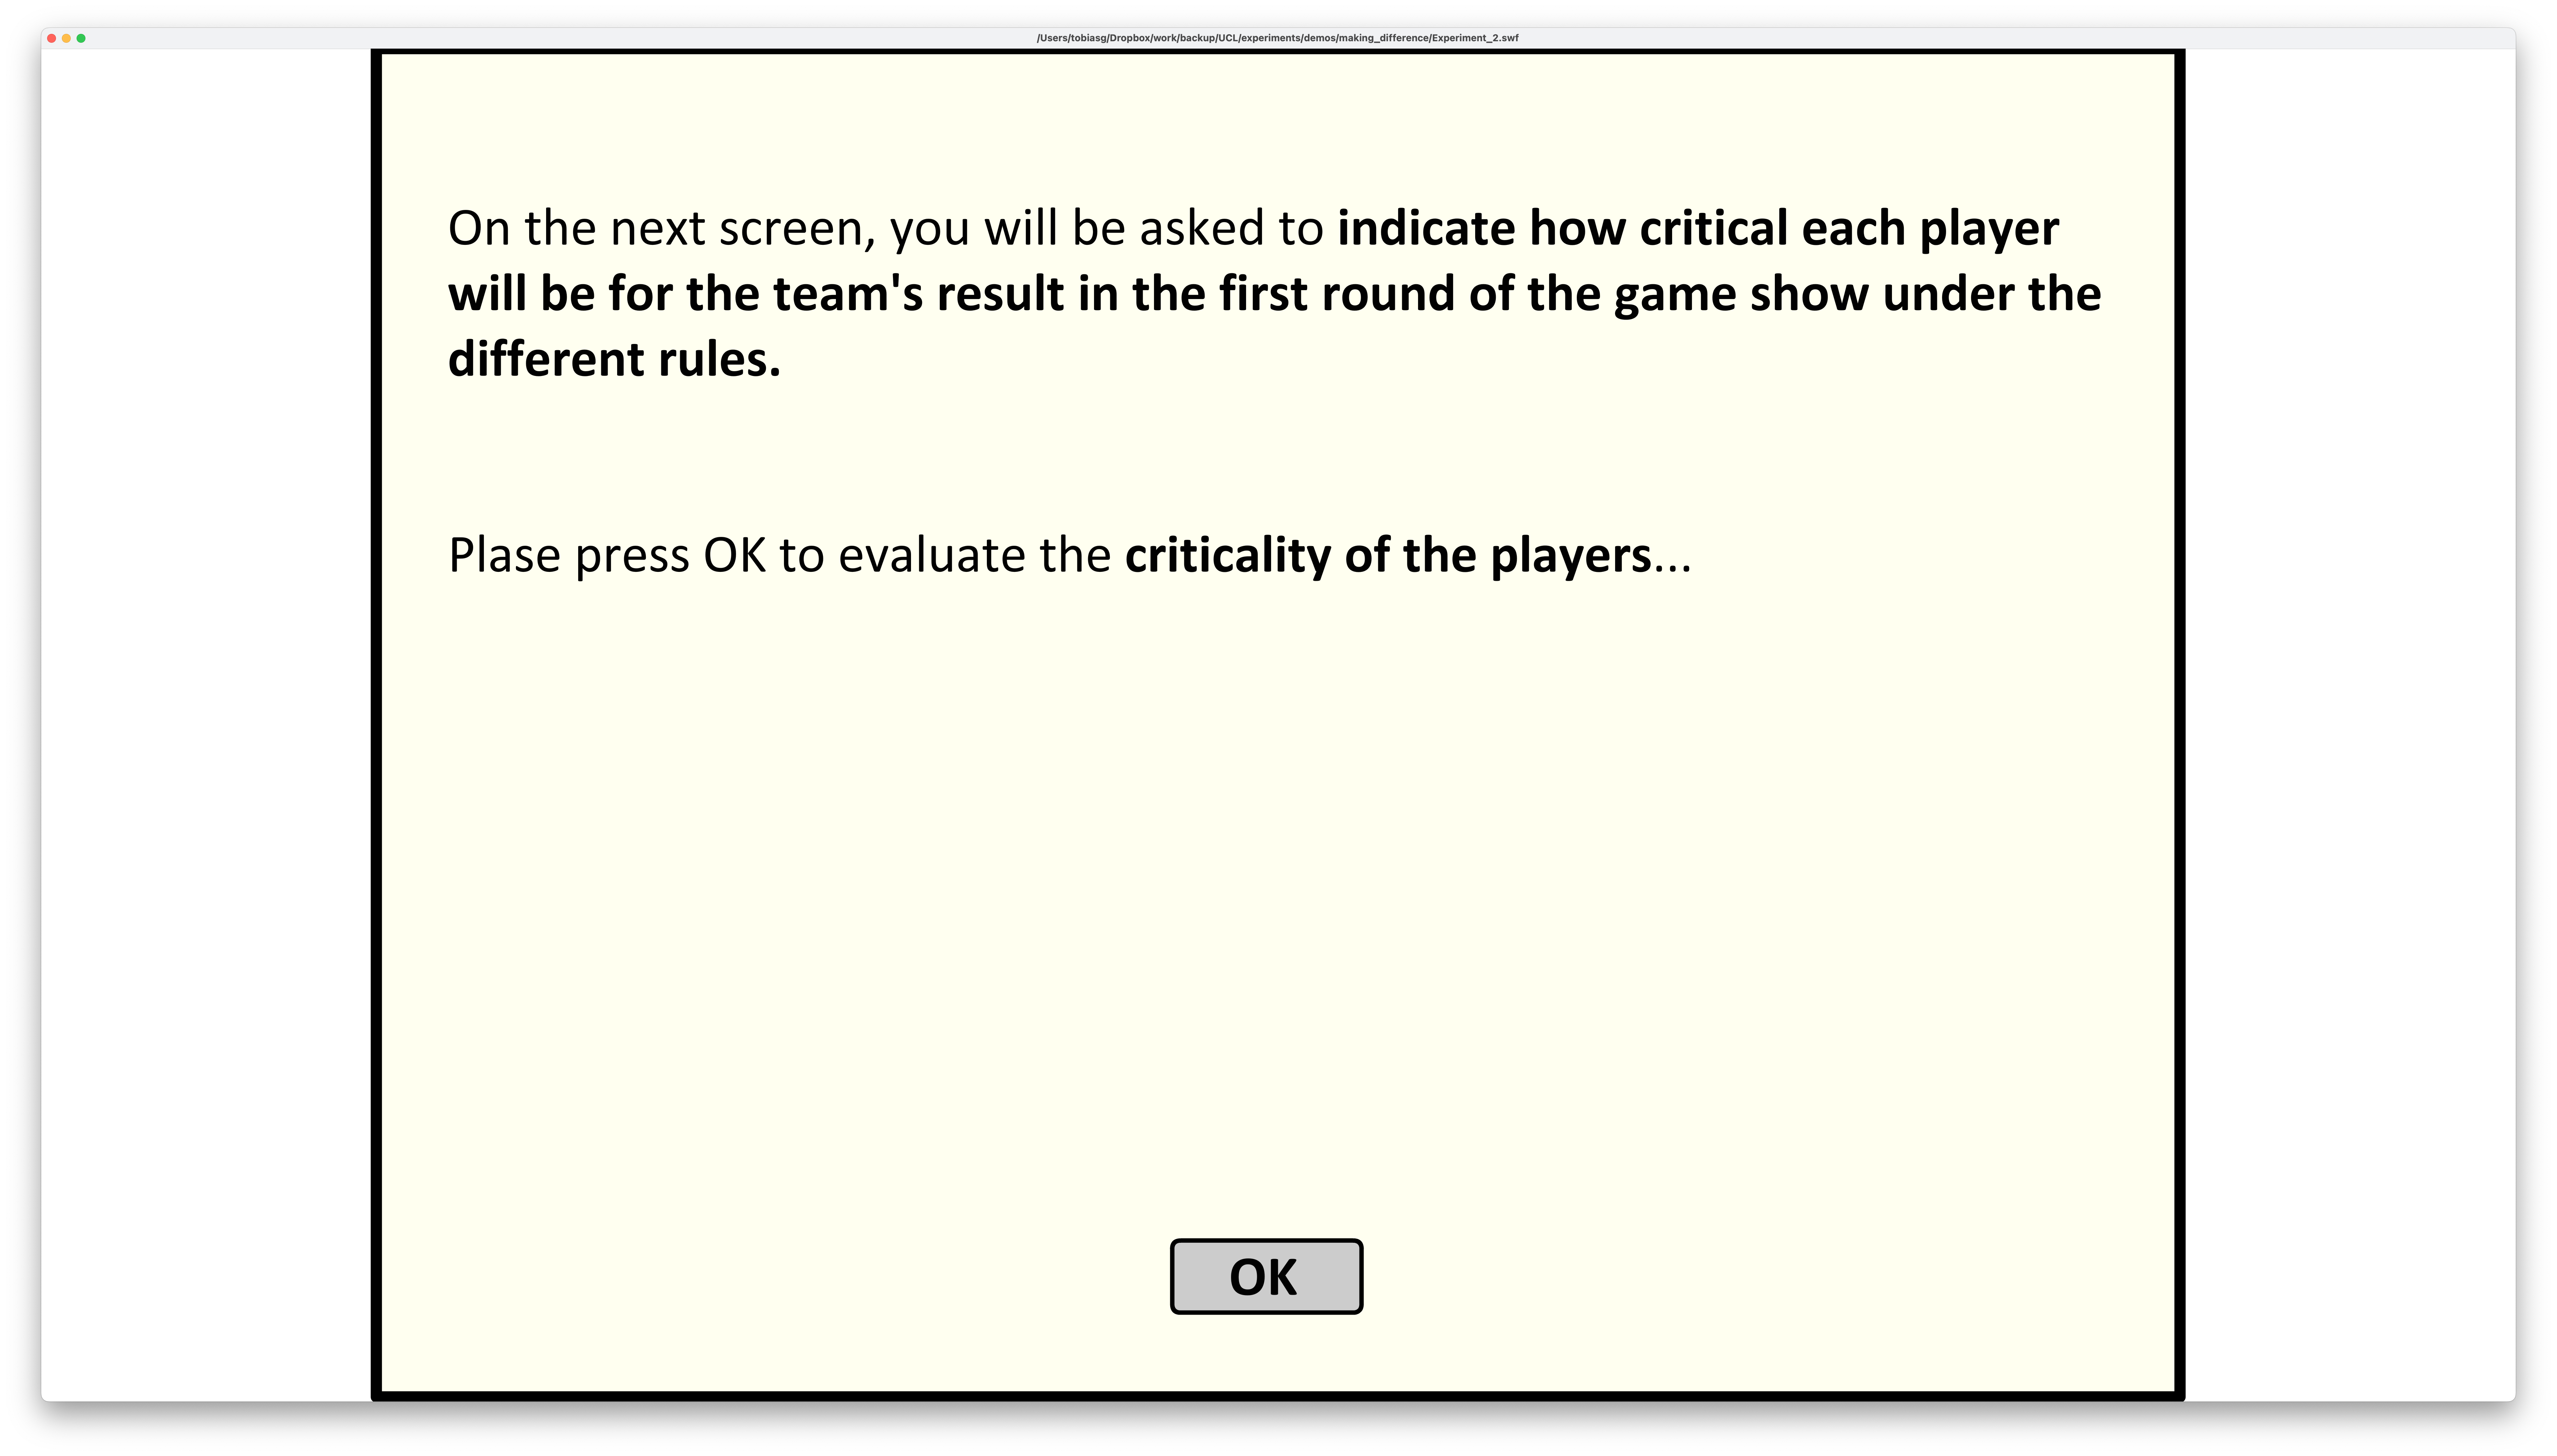 /Users/tobiasg/Dropbox/work/backup/UCL/experiments/demos/making_difference/Experiment_2.swf
On the next screen, you will be asked to indicate how critical each player
will be for the team's result in the first round of the game show under the
different rules.
Plase press OK to evaluate the criticality of the players...
OK